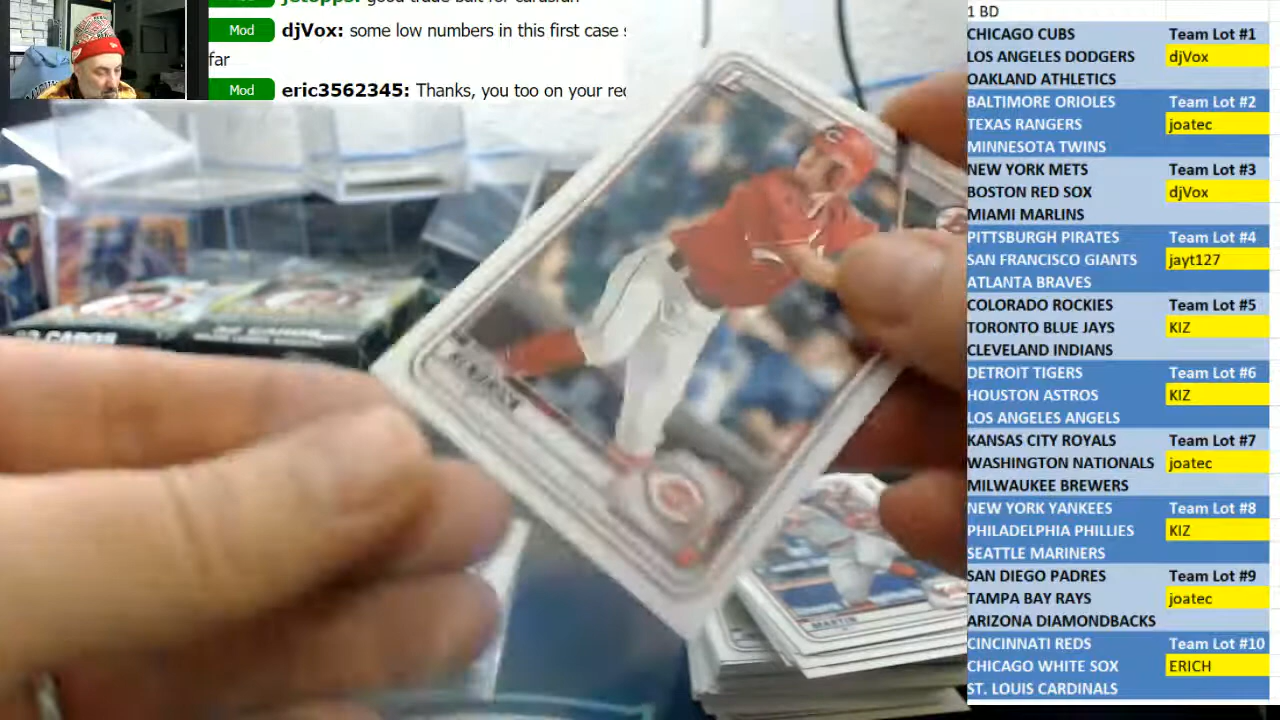 Mod djVox: some low numbers in this first case
far
Mod eric3562345: Thanks, you too on your
1 BD
CHICAGO CUBS Team Lot #1
LOS ANGELES DODGERS djVox
OAKLAND ATHLETICS
BALTIMORE ORIOLES Team Lot #2
TEXAS RANGERS joatec
MINNESOTA TWINS
NEW YORK METS Team Lot #3
BOSTON RED SOX djVox
MIAMI MARLINS
PITTSBURGH PIRATES Team Lot #4
SAN FRANCISCO GIANTS jayt127
ATLANTA BRAVES
COLORADO ROCKIES Team Lot #5
TORONTO BLUE JAYS KIZ
CLEVELAND INDIANS
DETROIT TIGERS Team Lot #6
HOUSTON ASTROS KIZ
LOS ANGELES ANGELS
KANSAS CITY ROYALS Team Lot #7
WASHINGTON NATIONALS joatec
MILWAUKEE BREWERS
NEW YORK YANKEES Team Lot #8
PHILADELPHIA PHILLIES KIZ
SEATTLE MARINERS
SAN DIEGO PADRES Team Lot #9
TAMPA BAY RAYS joatec
ARIZONA DIAMONDBACKS
CINCINNATI REDS Team Lot #10
CHICAGO WHITE SOX ERICH
ST. LOUIS CARDINALS
MARTIN